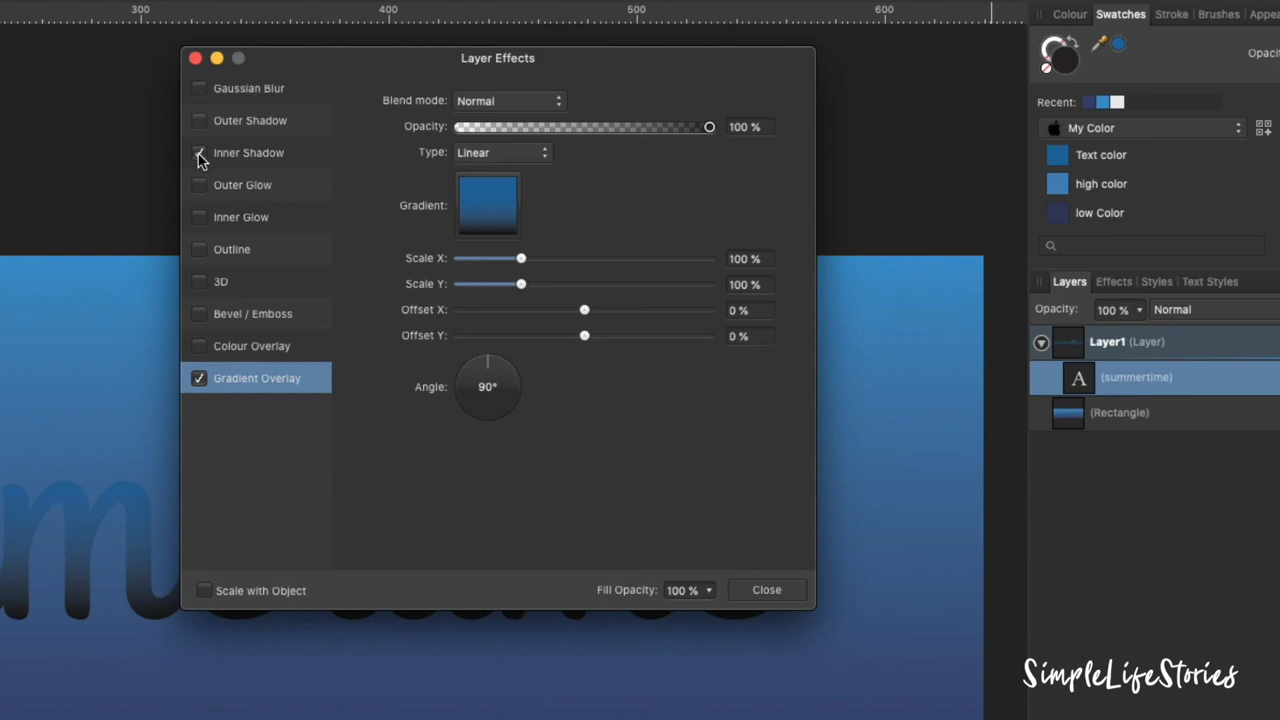 300
400
500
600
Colour Swatches Stroke Brushes Appea
Layer Effects
Opacit
Gaussian Blur
Outer Shadow
Inner Shadow
Outer Glow
Inner Glow
Outline
3D
Bevel / Emboss
Colour Overlay
Gradient Overlay
Blend mode: Normal
Opacity: 100 %
Type: Linear
Gradient:
Scale X: 100 %
Scale Y: 100 %
Offset X: 0 %
Offset Y: 0 %
Angle: 90°
Scale with Object
Fill Opacity: 100 % Close
Recent:
My Color
Text color
high color
low Color
Layers Effects Styles Text Styles
Opacity: 100 % Normal
Layer1 (Layer)
A (summertime)
(Rectangle)
SimpleLifeStories